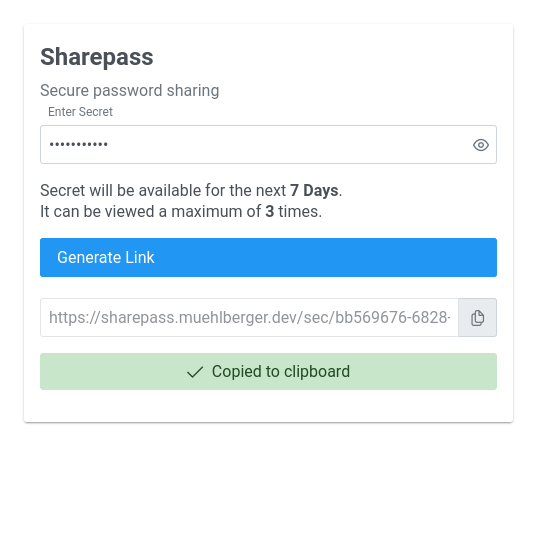 Sharepass
Secure password sharing
Enter Secret
•••••••••••
Secret will be available for the next 7 Days.
It can be viewed a maximum of 3 times.
Generate Link
https://sharepass.muehlberger.dev/sec/bb569676-6828-
Copied to clipboard